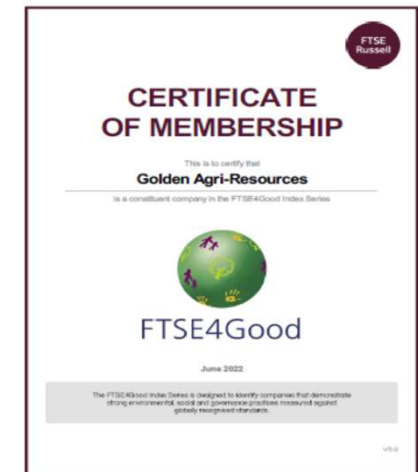 FTSE
Russell
CERTIFICATE
OF MEMBERSHIP
This is to certify that
Golden Agri-Resources
is a constituent company in the FTSE4Good Index Series
FTSE4Good
June 2022
The FTSE4Good Index Series is designed to identify companies that demonstrate
strong environmental, social and governance practices measured against
globally recognised standards.
V9.0